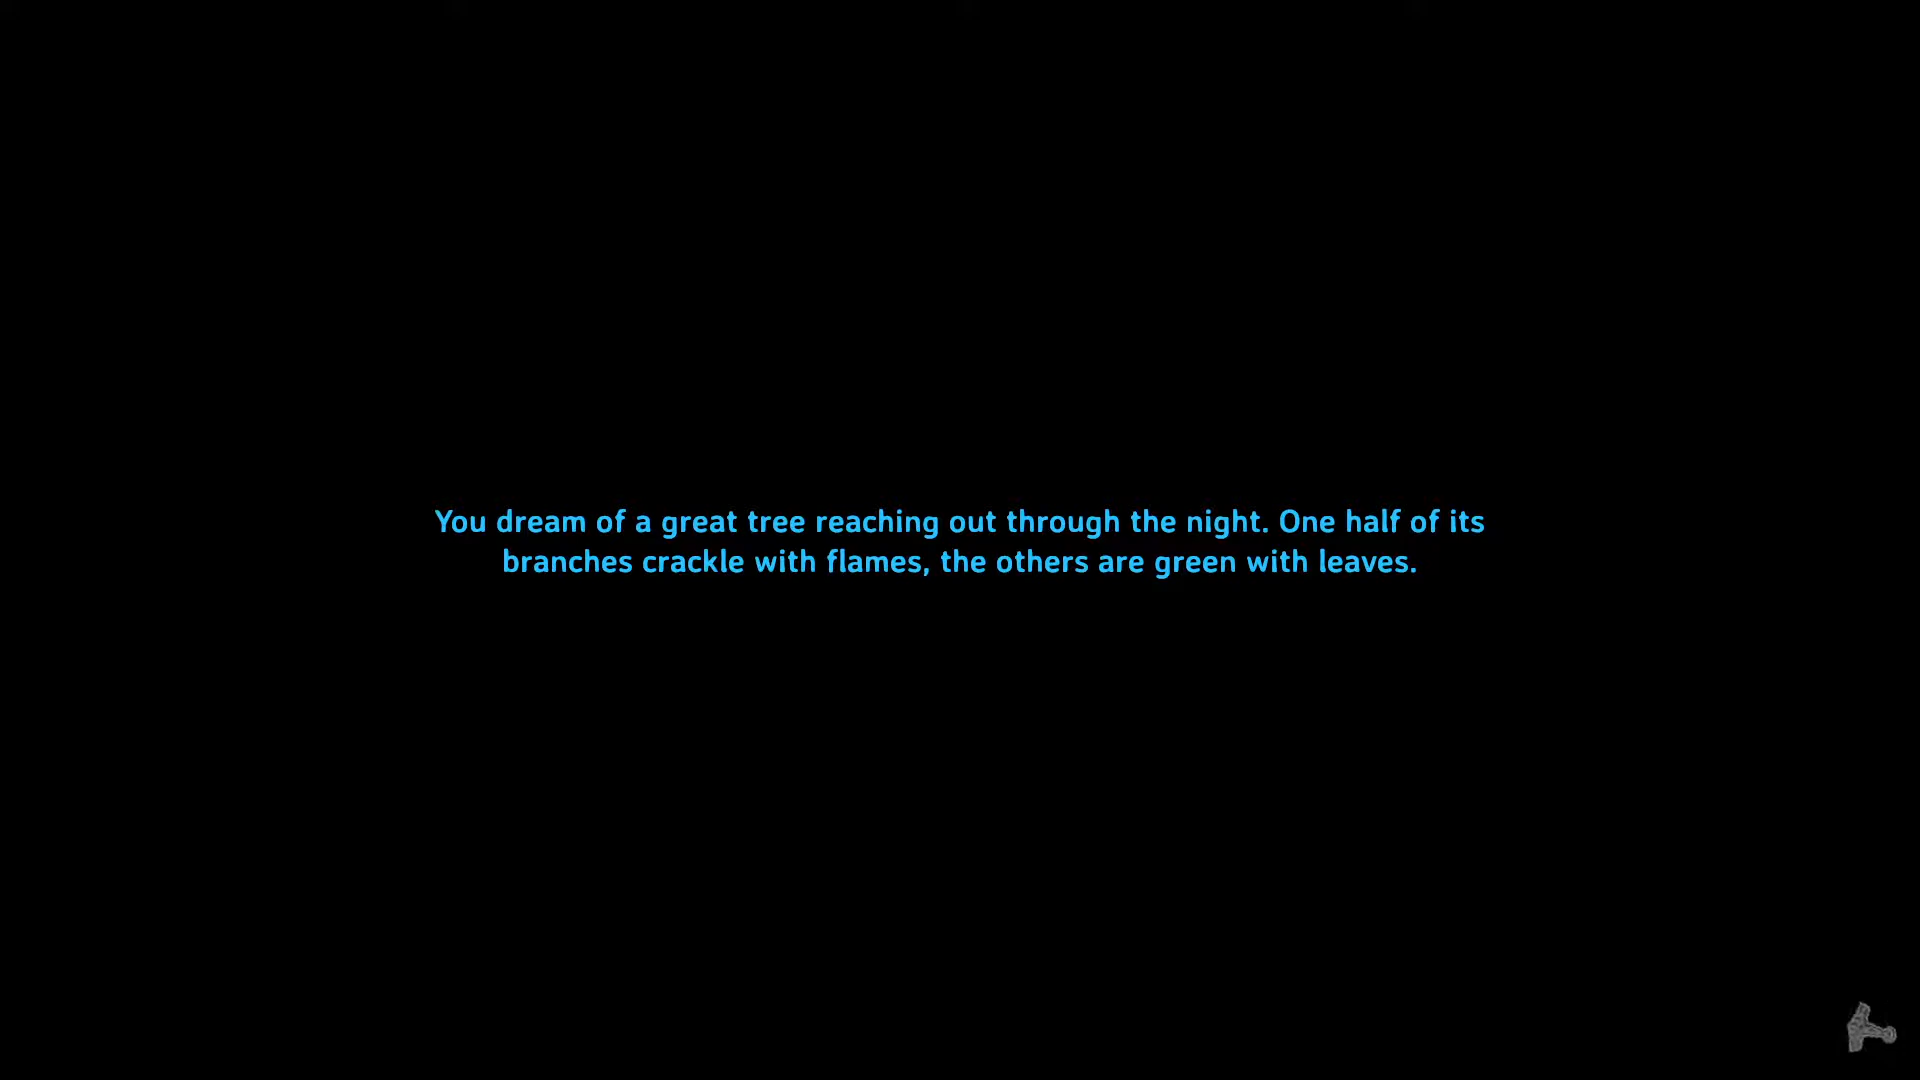 You dream of a great tree reaching out through the night. One half of its
branches crackle with flames, the others are green with leaves.